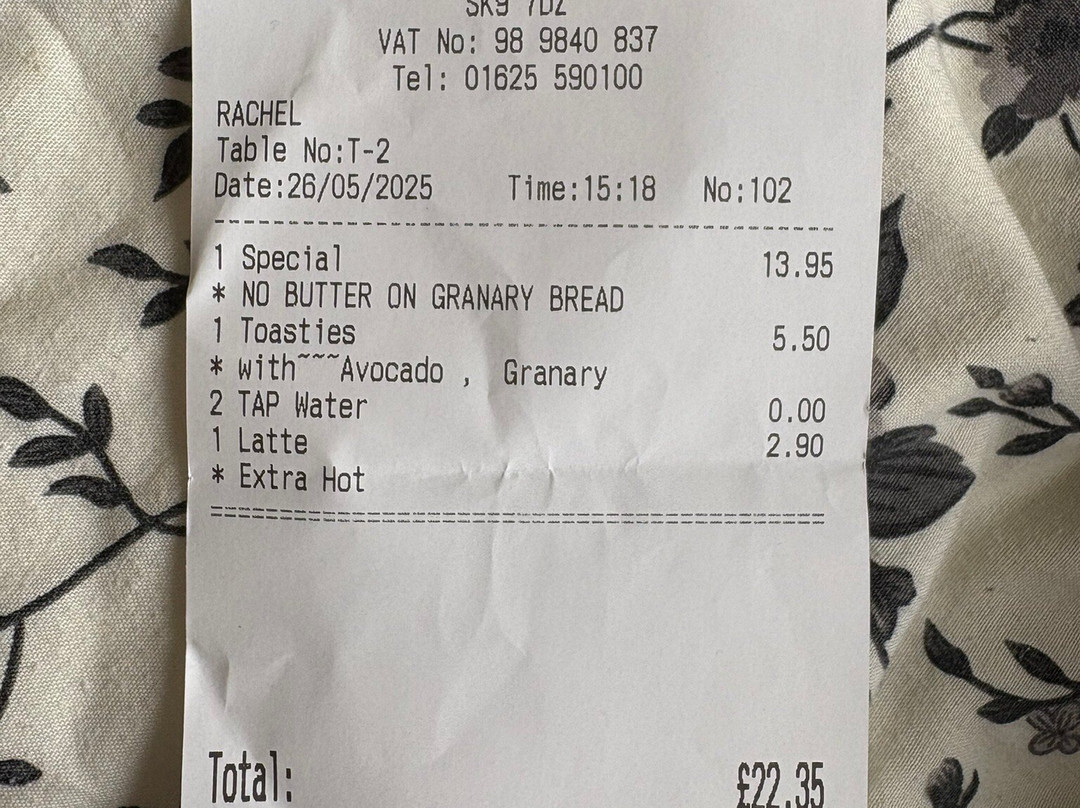 SK9 7DZ
VAT No: 98 9840 837
Tel: 01625 590100
RACHEL
Table No:T-2
Date:26/05/2025 Time:15:18 No:102
1 Special 13.95
* NO BUTTER ON GRANARY BREAD
1 Toasties 5.50
* with~~~Avocado , Granary
2 TAP Water 0.00
1 Latte 2.90
* Extra Hot
Total: £22.35